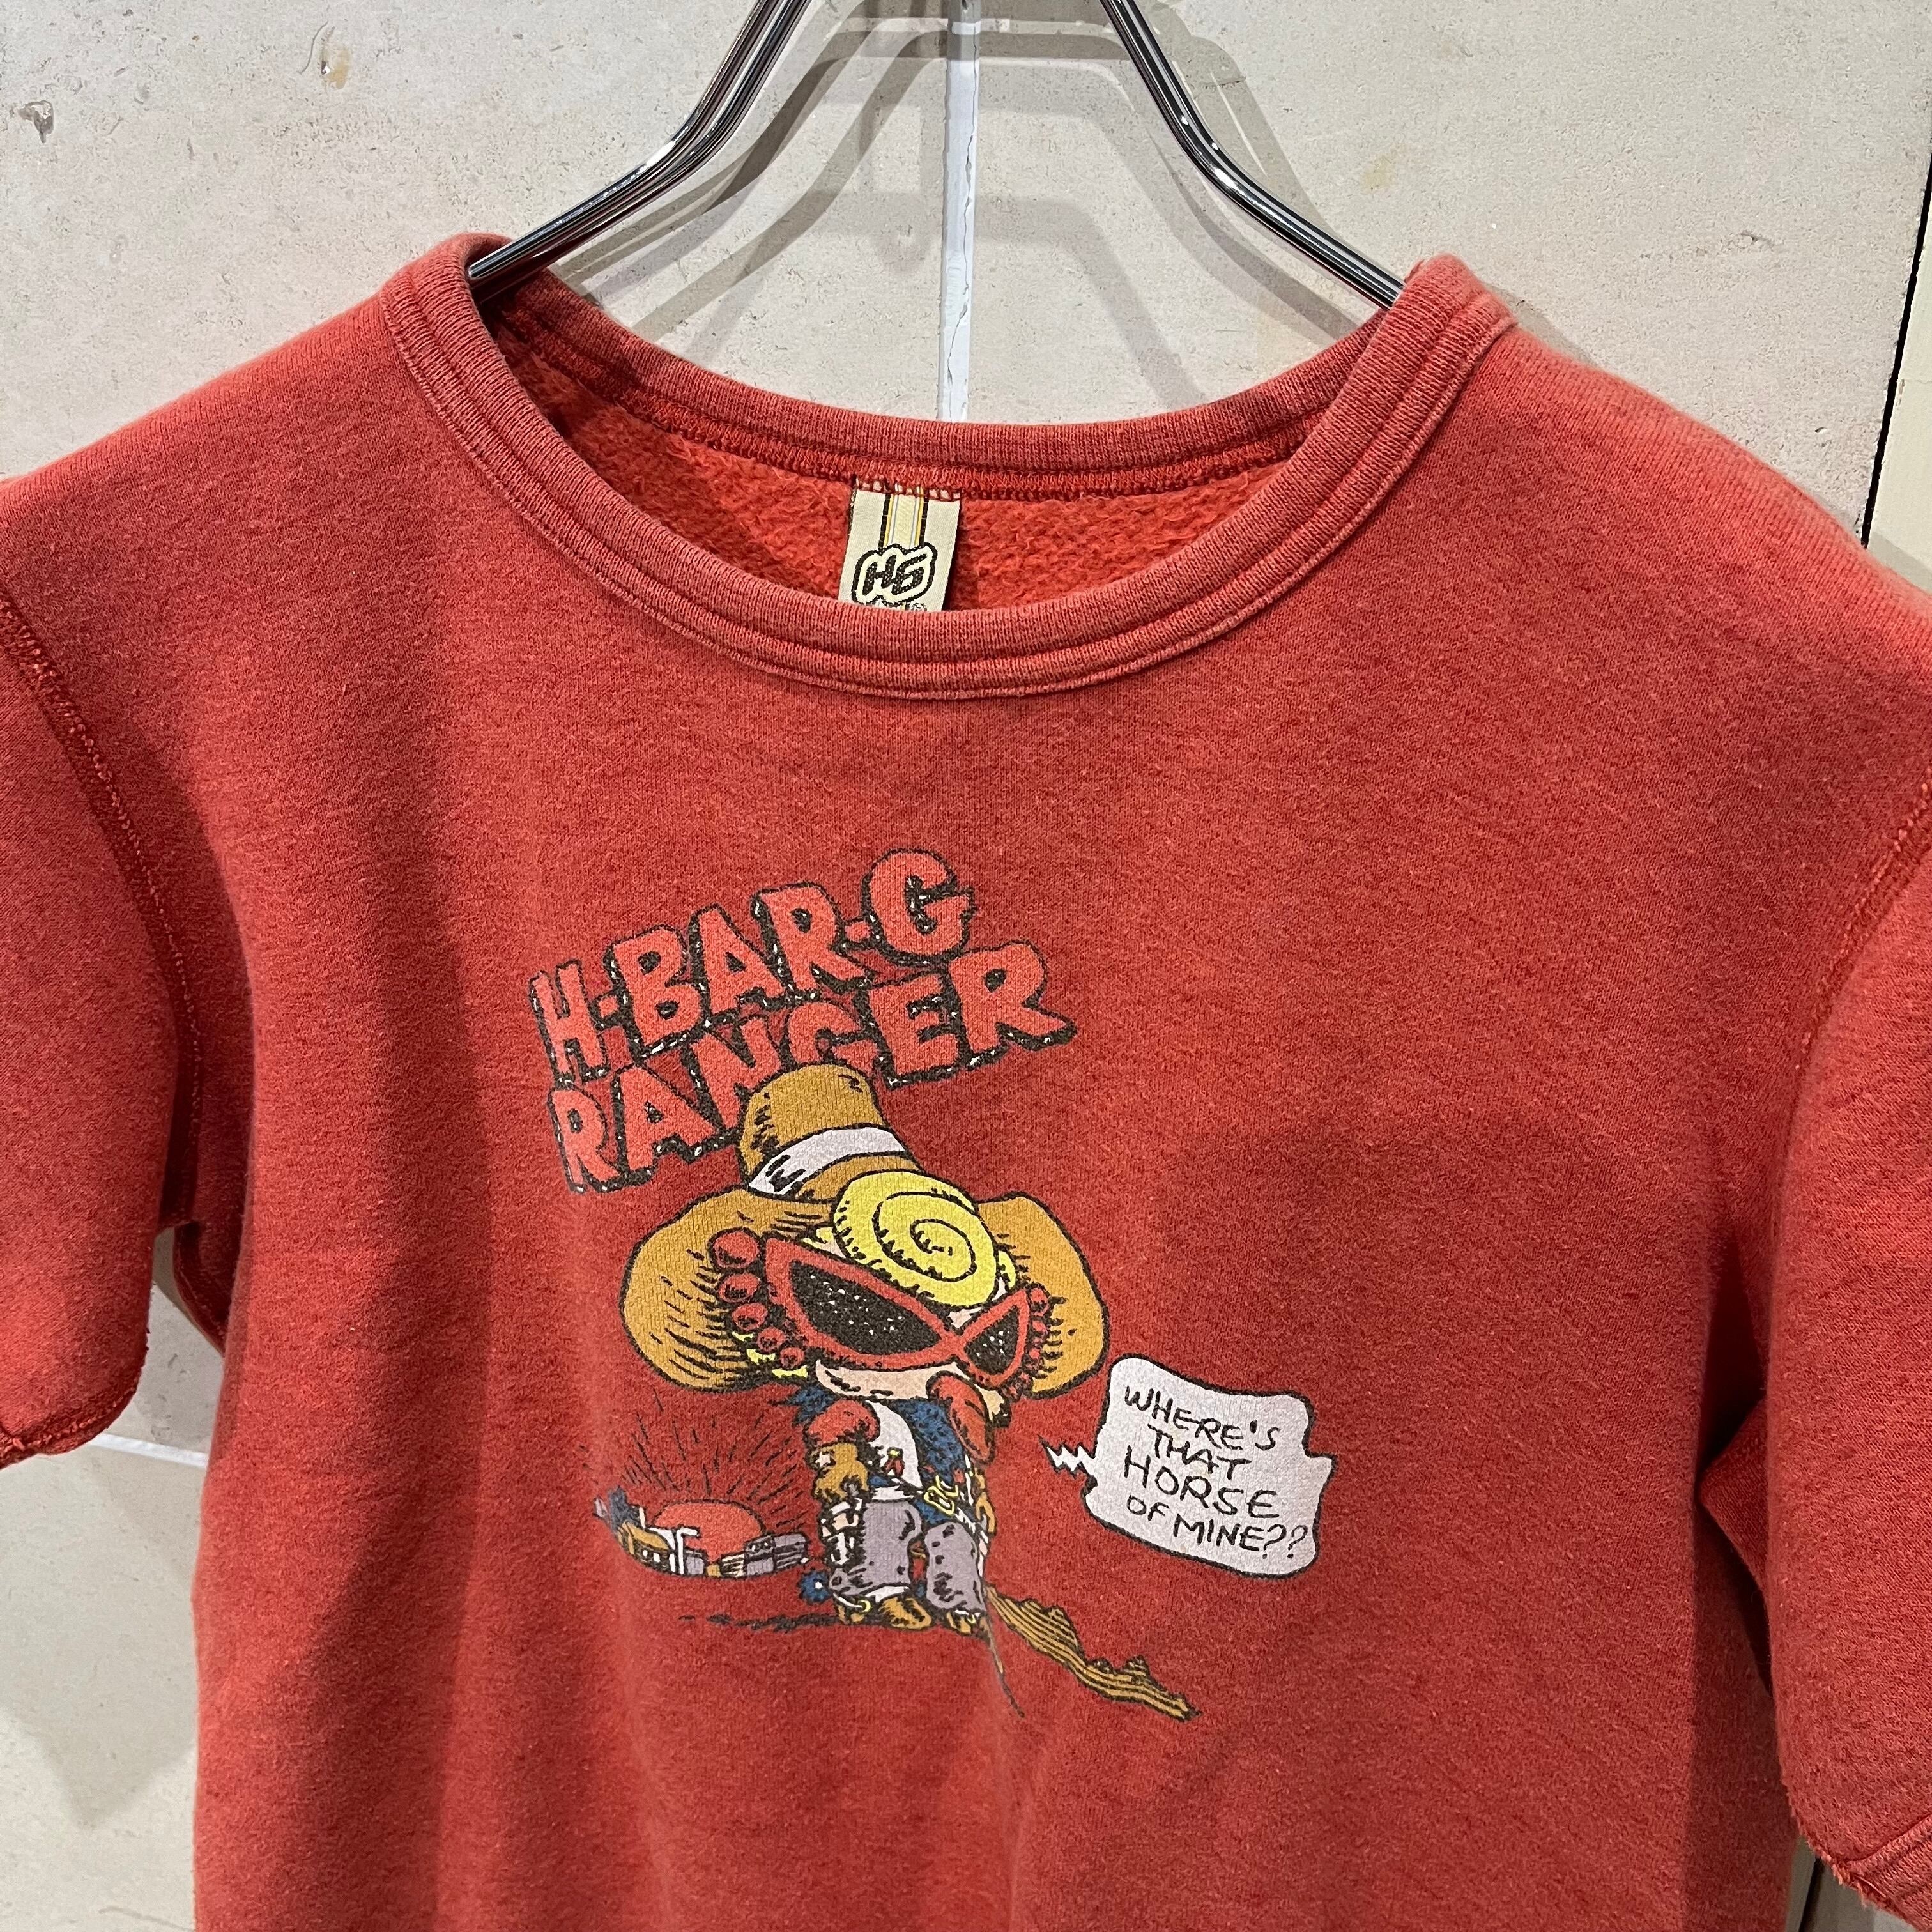 HG
H-BAR-G
RANGER
WHERE'S
THAT
HORSE
OF MINE??